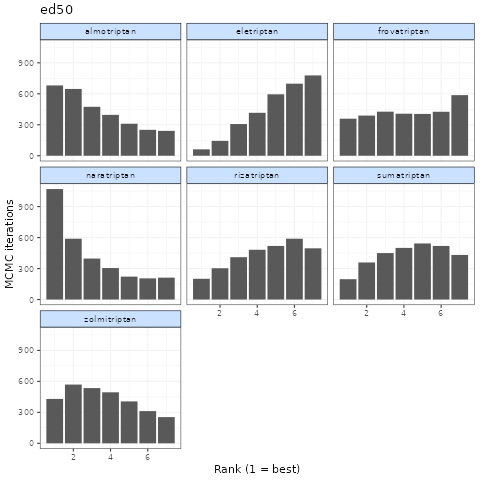 ed50
almotriptan eletriptan frovatriptan
900
600
300
0
naratriptan rizatriptan sumatriptan
900
600
300
0
2 4 6 2 4 6
zolmitriptan
900
600
300
0
2 4 6
MCMC iterations
Rank (1 = best)